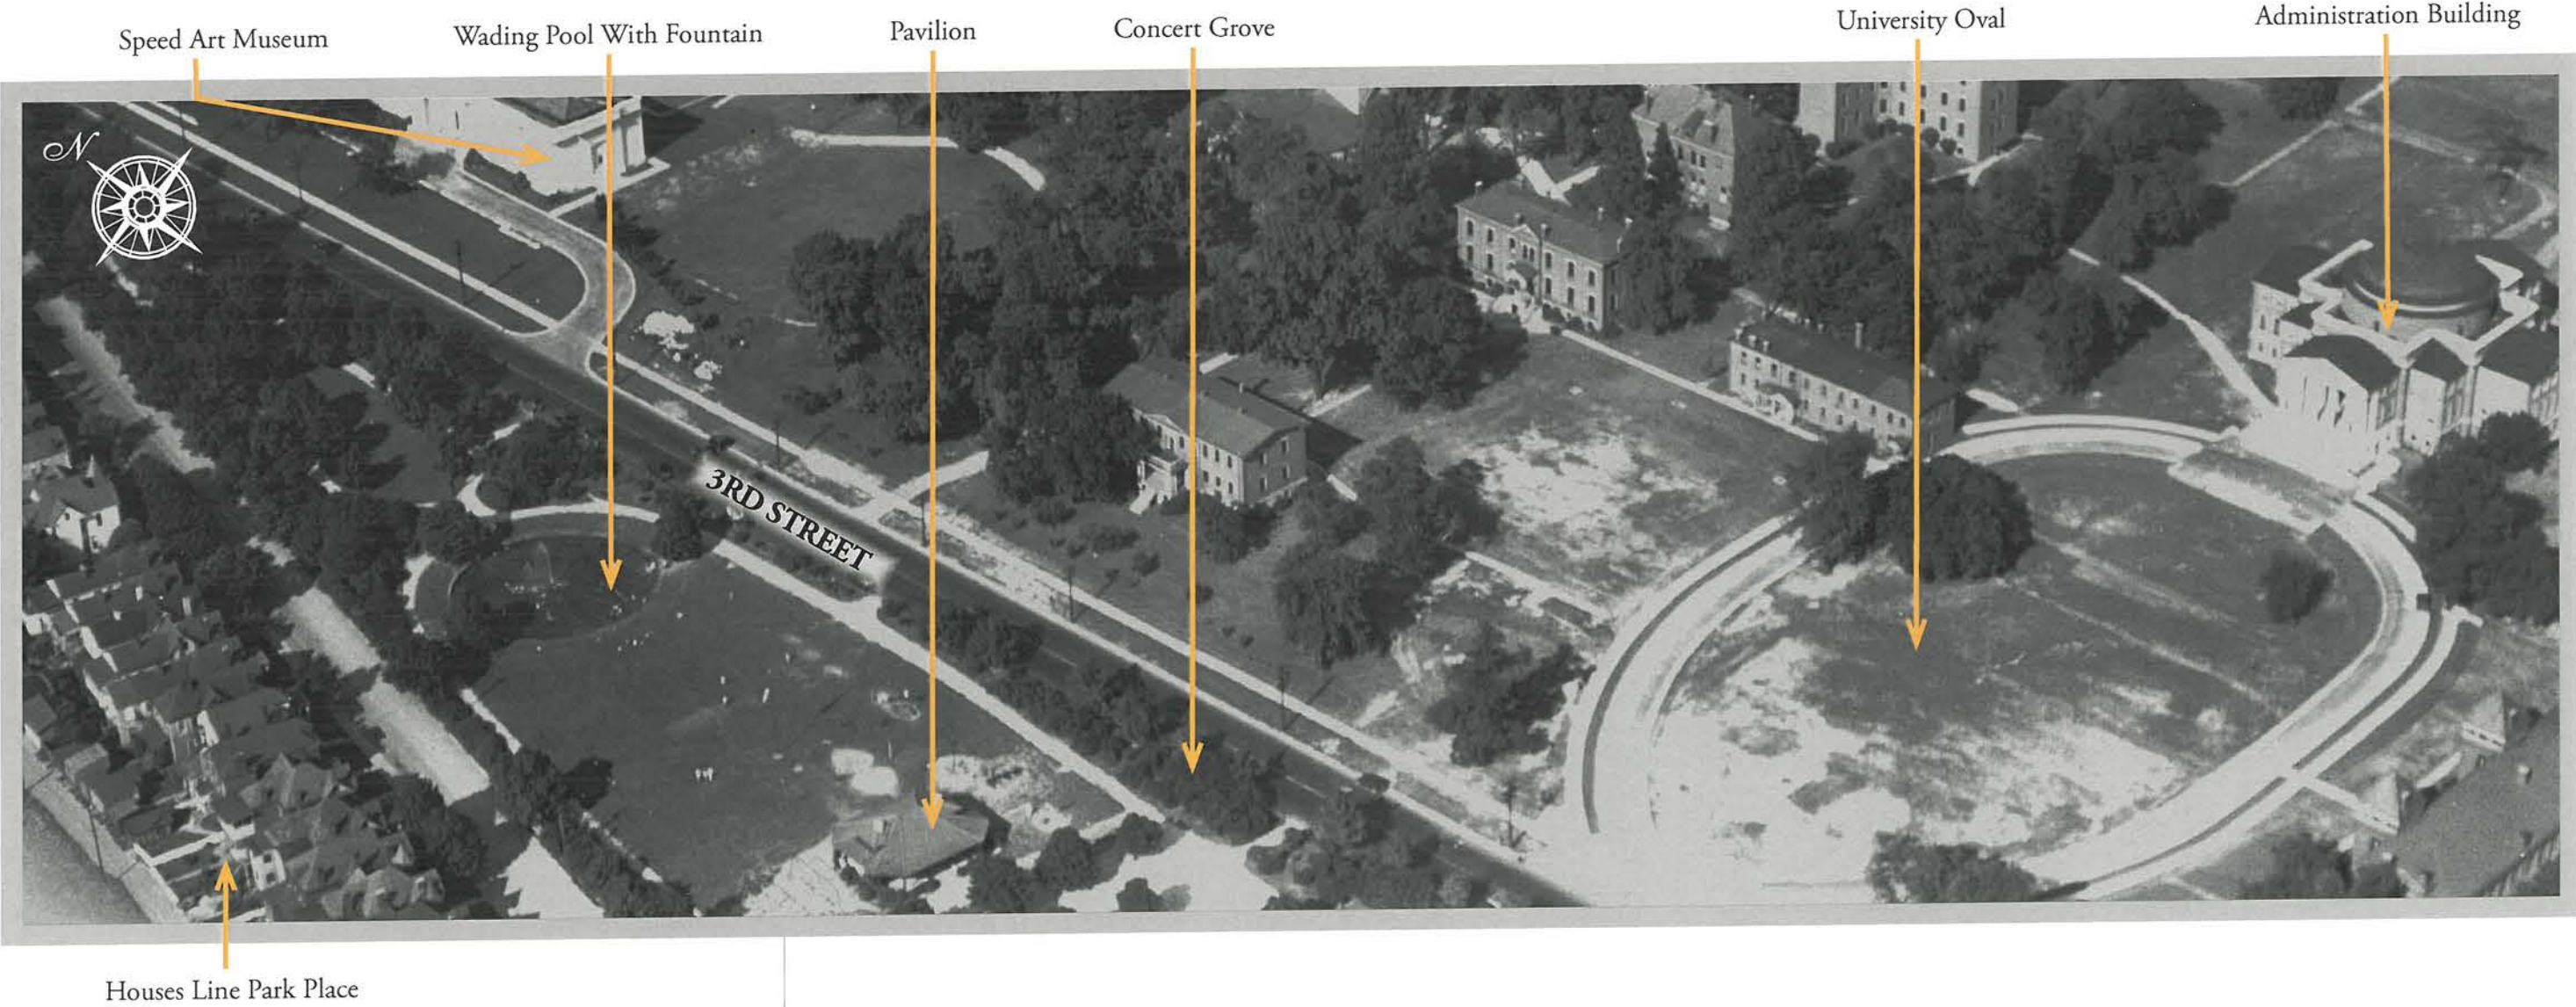 Speed Art Museum
Wading Pool With Fountain
Pavilion
Concert Grove
University Oval
Administration Building
N
3RD STREET
Houses Line Park Place